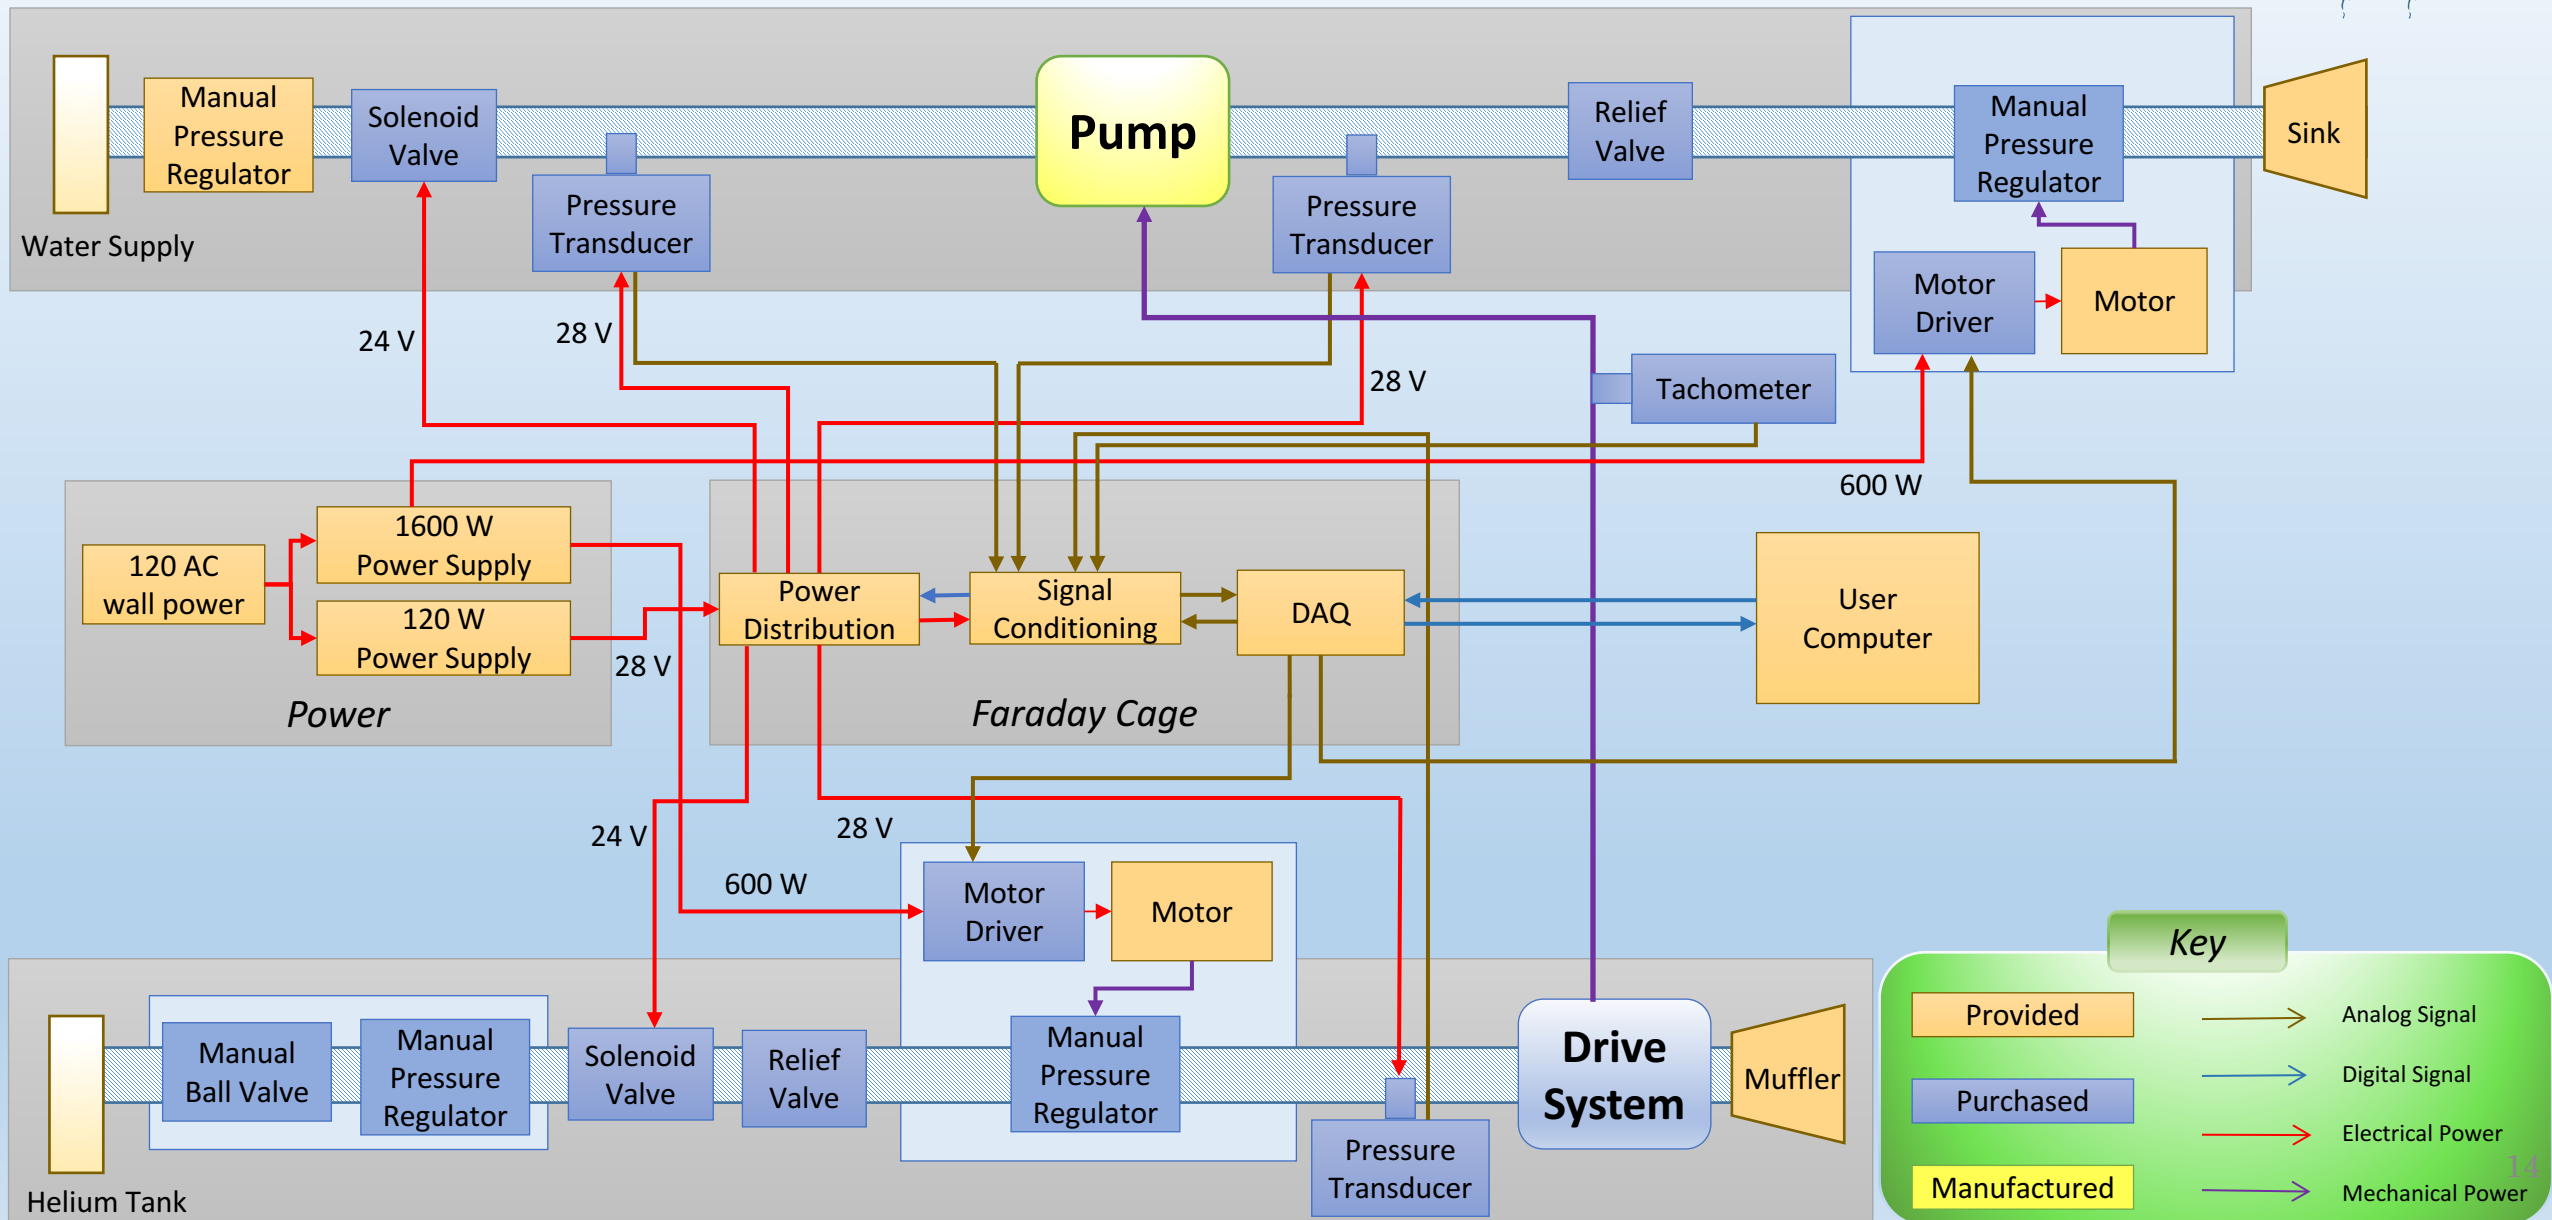 Manual
Pressure
Regulator
Solenoid
Valve
Pump
Relief
Valve
Manual
Pressure
Regulator
Sink
Water Supply
Pressure
Transducer
Pressure
Transducer
Motor
Driver
Motor
24 V
28 V
28 V
Tachometer
600 W
120 AC
wall power
1600 W
Power Supply
120 W
Power Supply
28 V
Power
Power
Distribution
Signal
Conditioning
DAQ
Faraday Cage
User
Computer
24 V
28 V
600 W
Motor
Driver
Motor
Manual
Ball Valve
Manual
Pressure
Regulator
Solenoid
Valve
Relief
Valve
Manual
Pressure
Regulator
Pressure
Transducer
Drive
System
Muffler
Helium Tank
Key
Provided
Analog Signal
Digital Signal
Purchased
Electrical Power
14
Manufactured
Mechanical Power